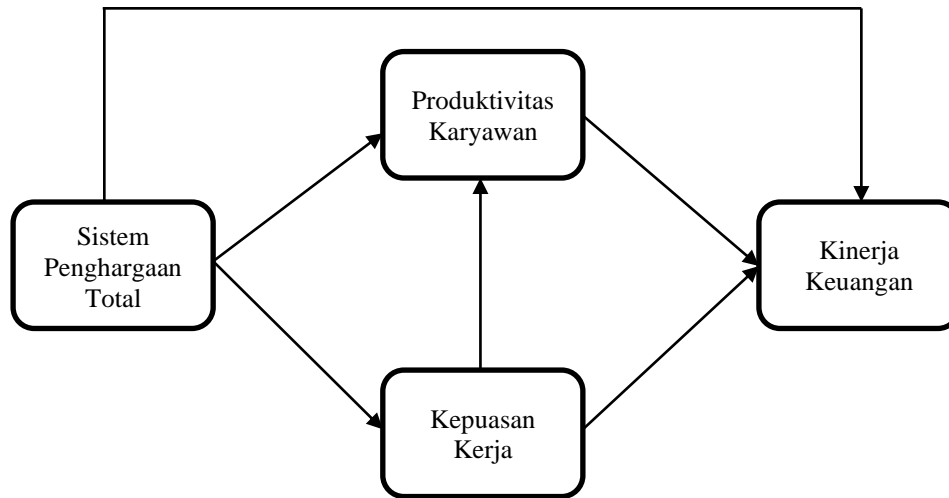 Produktivitas
Karyawan
Sistem
Penghargaan
Total
Kinerja
Keuangan
Kepuasan
Kerja